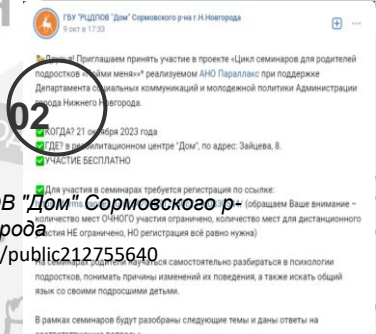 ГБУ "РЦДПОВ "Дом" Сормовского р-на г.Н.Новгорода
9 окт в 17:33
Друзья! Приглашаем принять участие в проекте «Цикл семинаров для родителей
подростков «Пойми меня»»* реализуемом АНО Параллакс при поддержке
Департамента социальных коммуникаций и молодежной политики Администрации
города Нижнего Новгорода.
02
КОГДА? 21 октября 2023 года
ГДЕ? в реабилитационном центре "Дом", по адрес: Зайцева, 8.
УЧАСТИЕ БЕСПЛАТНО
Для участия в семинарах требуется регистрация по ссылке:
(обращаем Ваше внимание –
ОВ "Дом" Сормовского р-
количество мест ОЧНОГО участия ограничено, количество мест для дистанционного
участия НЕ ограничено, НО регистрация всё равно нужна)
рода
/public212755640
На семинарах родители научаться самостоятельно разбираться в психологии
подростков, понимать причины изменений их поведения, а также искать общий
язык со своими подросшими детьми.
В рамках семинаров будут разобраны следующие темы и даны ответы на